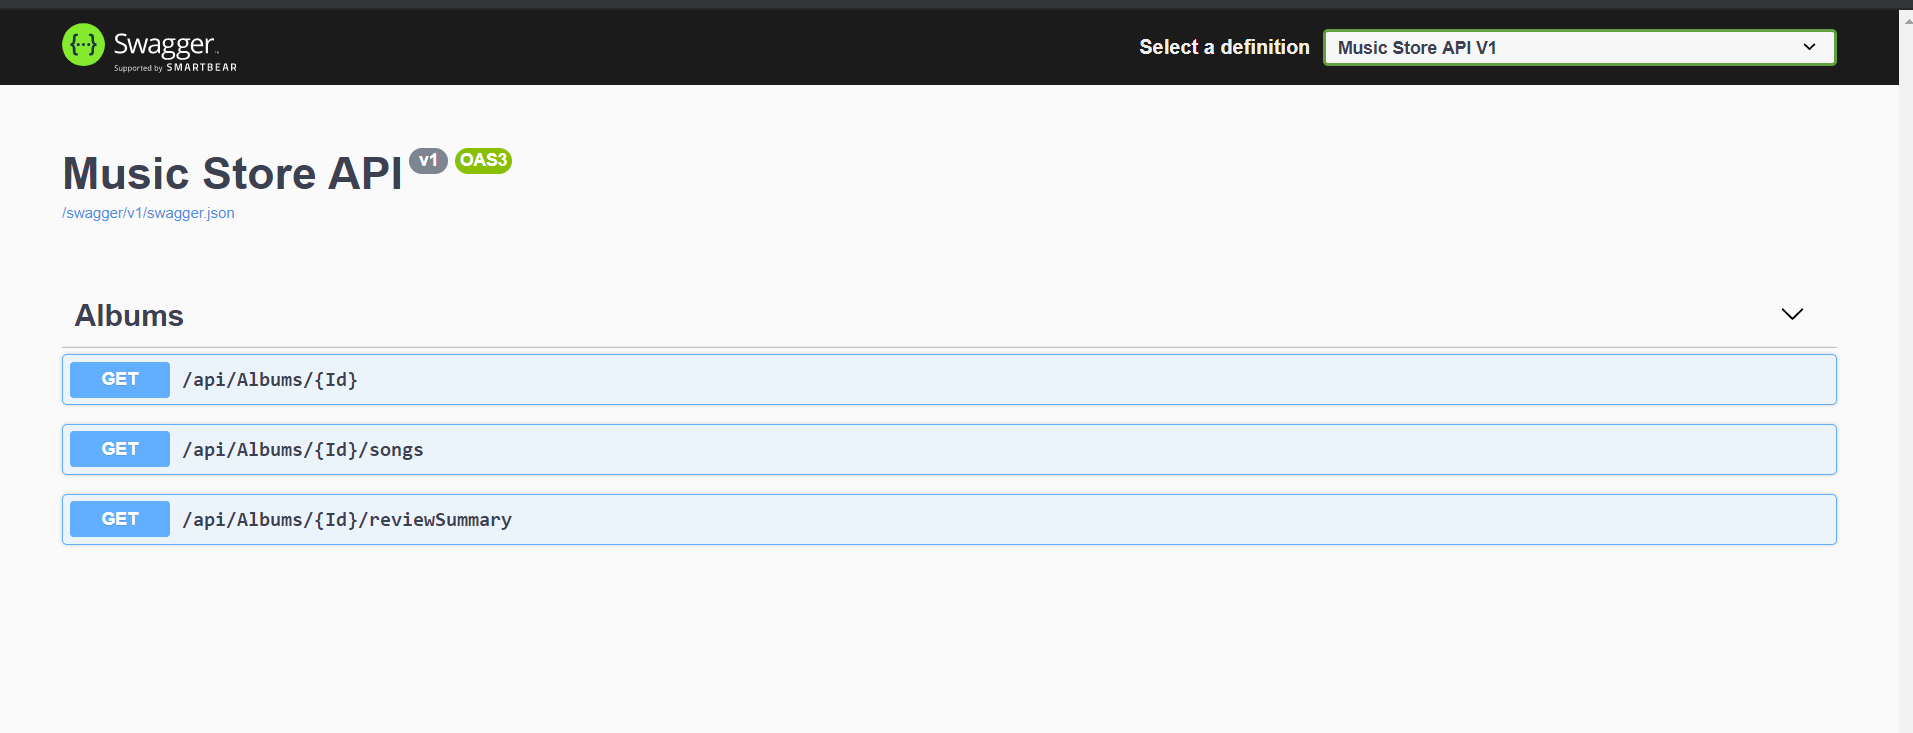 {···} Swagger™
Supported by SMARTBEAR
Select a definition
Music Store API V1
Music Store API v1 OAS3
/swagger/v1/swagger.json
Albums
GET /api/Albums/{Id}
GET /api/Albums/{Id}/songs
GET /api/Albums/{Id}/reviewSummary